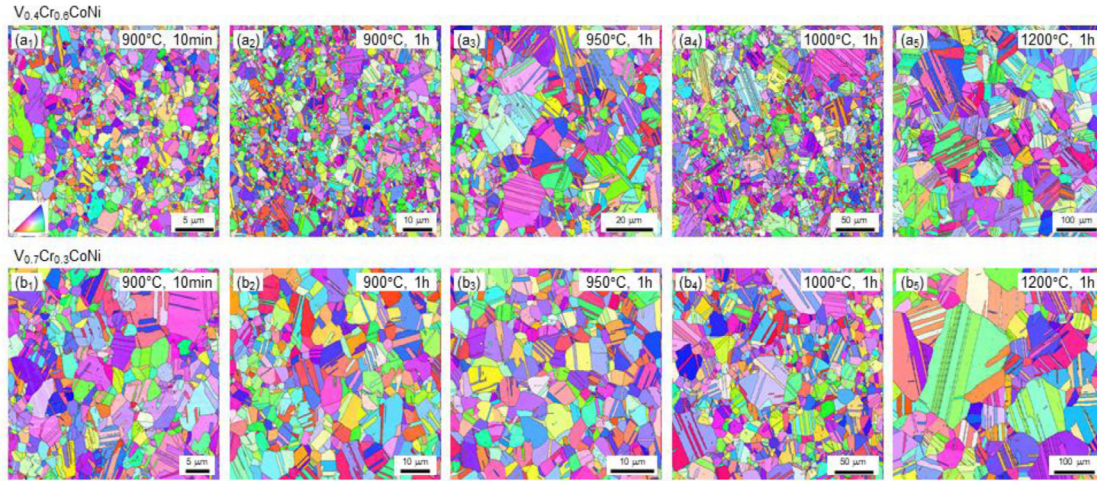 V0.4Cr0.6CoNi
(a1) 900°C, 10min
5 μm
(a2) 900°C, 1h
10 μm
(a3) 950°C, 1h
20 μm
(a4) 1000°C, 1h
50 μm
(a5) 1200°C, 1h
100 μm
V0.7Cr0.3CoNi
(b1) 900°C, 10min
5 μm
(b2) 900°C, 1h
10 μm
(b3) 950°C, 1h
10 μm
(b4) 1000°C, 1h
50 μm
(b5) 1200°C, 1h
100 μm